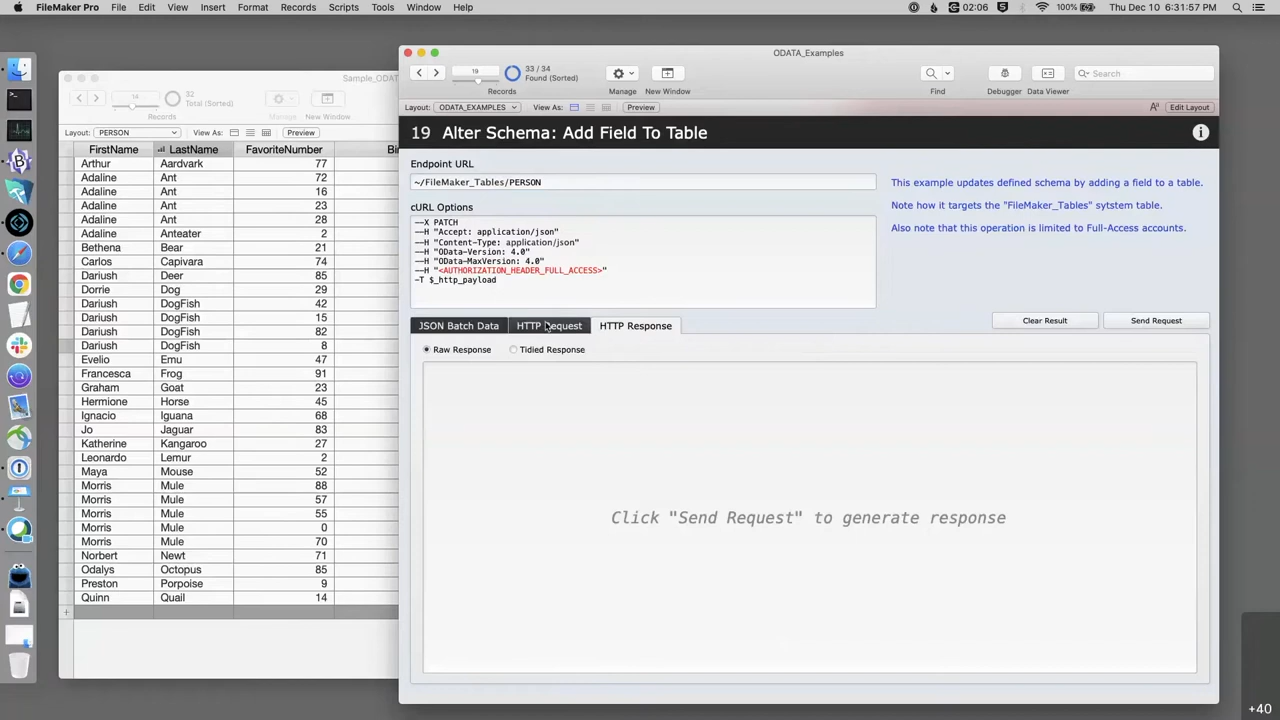 FileMaker Pro File Edit View Insert Format Records Scripts Tools Window Help 02:06 5 100% Thu Dec 10 6:31:57
Sample_ODAT
14 32 Total (Sorted)
Records Manage New Window
Layout: PERSON View As: Preview
FirstName LastName FavoriteNumber Bi
Arthur Aardvark 77
Adaline Ant 72
Adaline Ant 16
Adaline Ant 23
Adaline Ant 28
Adaline Anteater 2
Bethena Bear 21
Carlos Capivara 74
Dariush Deer 85
Dorrie Dog 29
Dariush DogFish 42
Dariush DogFish 15
Dariush DogFish 82
Dariush DogFish 8
Evelio Emu 47
Francesca Frog 91
Graham Goat 23
Hermione Horse 45
Ignacio Iguana 68
Jo Jaguar 83
Katherine Kangaroo 27
Leonardo Lemur 2
Maya Mouse 52
Morris Mule 88
Morris Mule 57
Morris Mule 55
Morris Mule 0
Morris Mule 70
Norbert Newt 71
Odalys Octopus 85
Preston Porpoise 9
Quinn Quail 14
ODATA_Examples
19 33 / 34 Found (Sorted) Search
Records Manage New Window Find Debugger Data Viewer
Layout: ODATA_EXAMPLES View As: Preview Edit Layout
19 Alter Schema: Add Field To Table
Endpoint URL
~/FileMaker_Tables/PERSON
cURL Options
--X PATCH
--H "Accept: application/json"
--H "Content-Type: application/json"
--H "OData-Version: 4.0"
--H "OData-MaxVersion: 4.0"
--H "<AUTHORIZATION_HEADER_FULL_ACCESS>"
-T $_http_payload
This example updates defined schema by adding a field to a table.
Note how it targets the "FileMaker_Tables" sytstem table.
Also note that this operation is limited to Full-Access accounts.
JSON Batch Data HTTP Request HTTP Response Clear Result Send Request
Raw Response Tidied Response
Click "Send Request" to generate response
+40